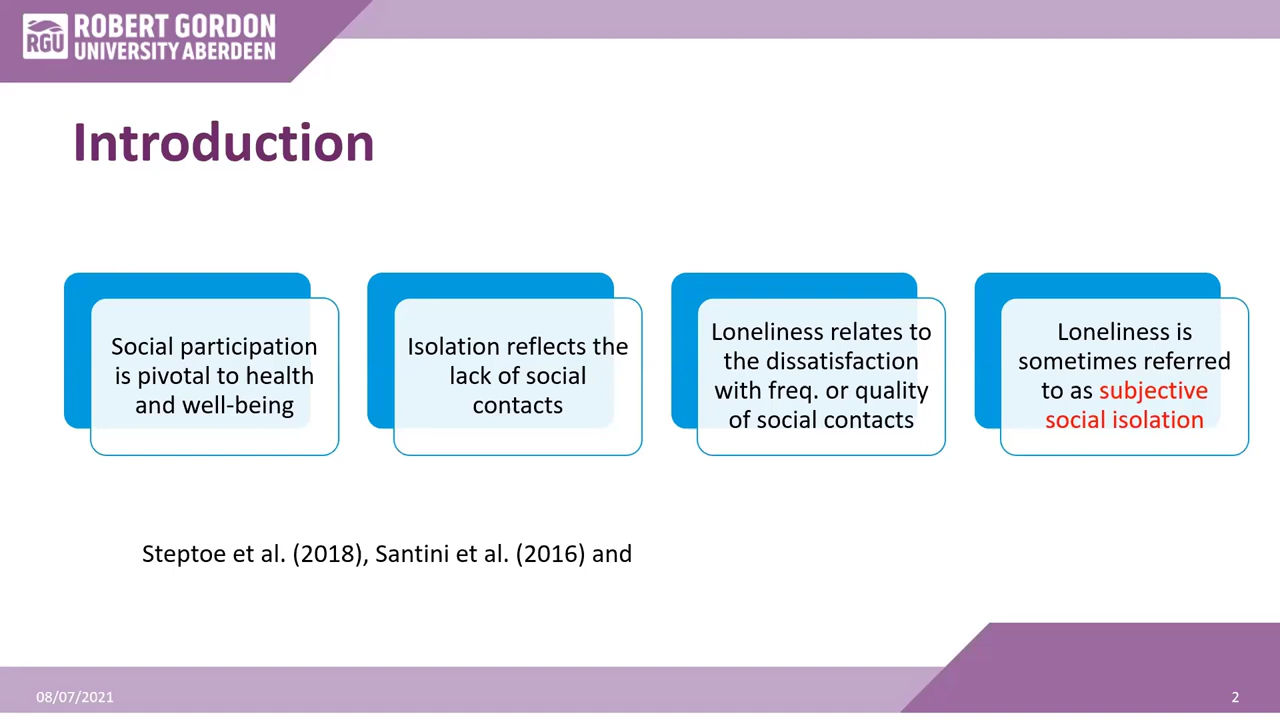 RGU
ROBERT GORDON
UNIVERSITY ABERDEEN
Introduction
Social participation
is pivotal to health
and well-being
Isolation reflects the
lack of social
contacts
Loneliness relates to
the dissatisfaction
with freq. or quality
of social contacts
Loneliness is
sometimes referred
to as subjective
social isolation
Steptoe et al. (2018), Santini et al. (2016) and
08/07/2021
2